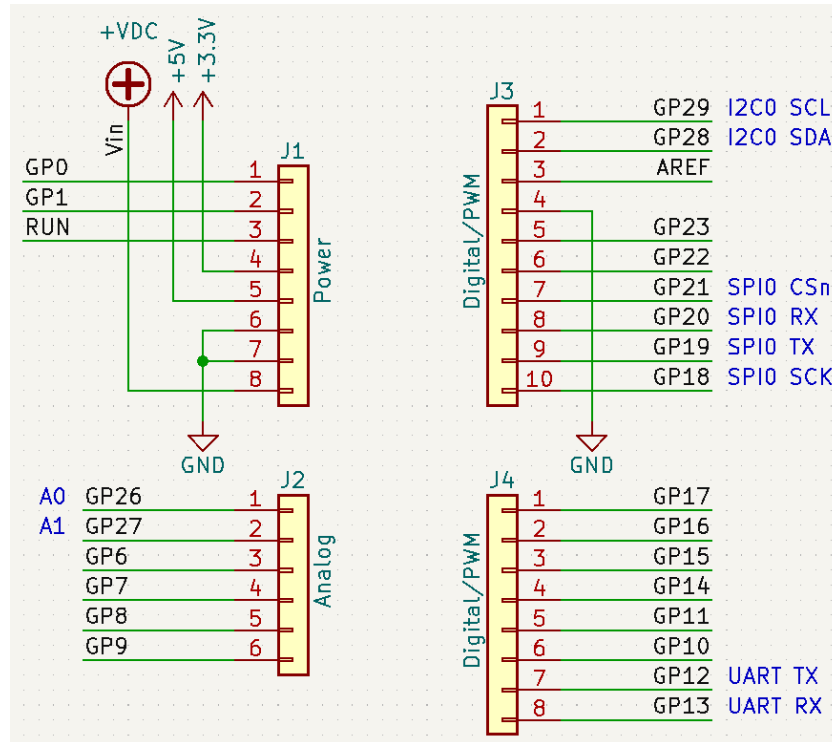 +VDC
+5V
+3.3V
Vin
J1
GP0 1
GP1 2
RUN 3
4
5
6
7
8
Power
GND
J3
1 GP29 I2C0 SCL
2 GP28 I2C0 SDA
3 AREF
4
5 GP23
6 GP22
7 GP21 SPI0 CSn
8 GP20 SPI0 RX
9 GP19 SPI0 TX
10 GP18 SPI0 SCK
Digital/PWM
GND
J2
A0 GP26 1
A1 GP27 2
GP6 3
GP7 4
GP8 5
GP9 6
Analog
J4
1 GP17
2 GP16
3 GP15
4 GP14
5 GP11
6 GP10
7 GP12 UART TX
8 GP13 UART RX
Digital/PWM